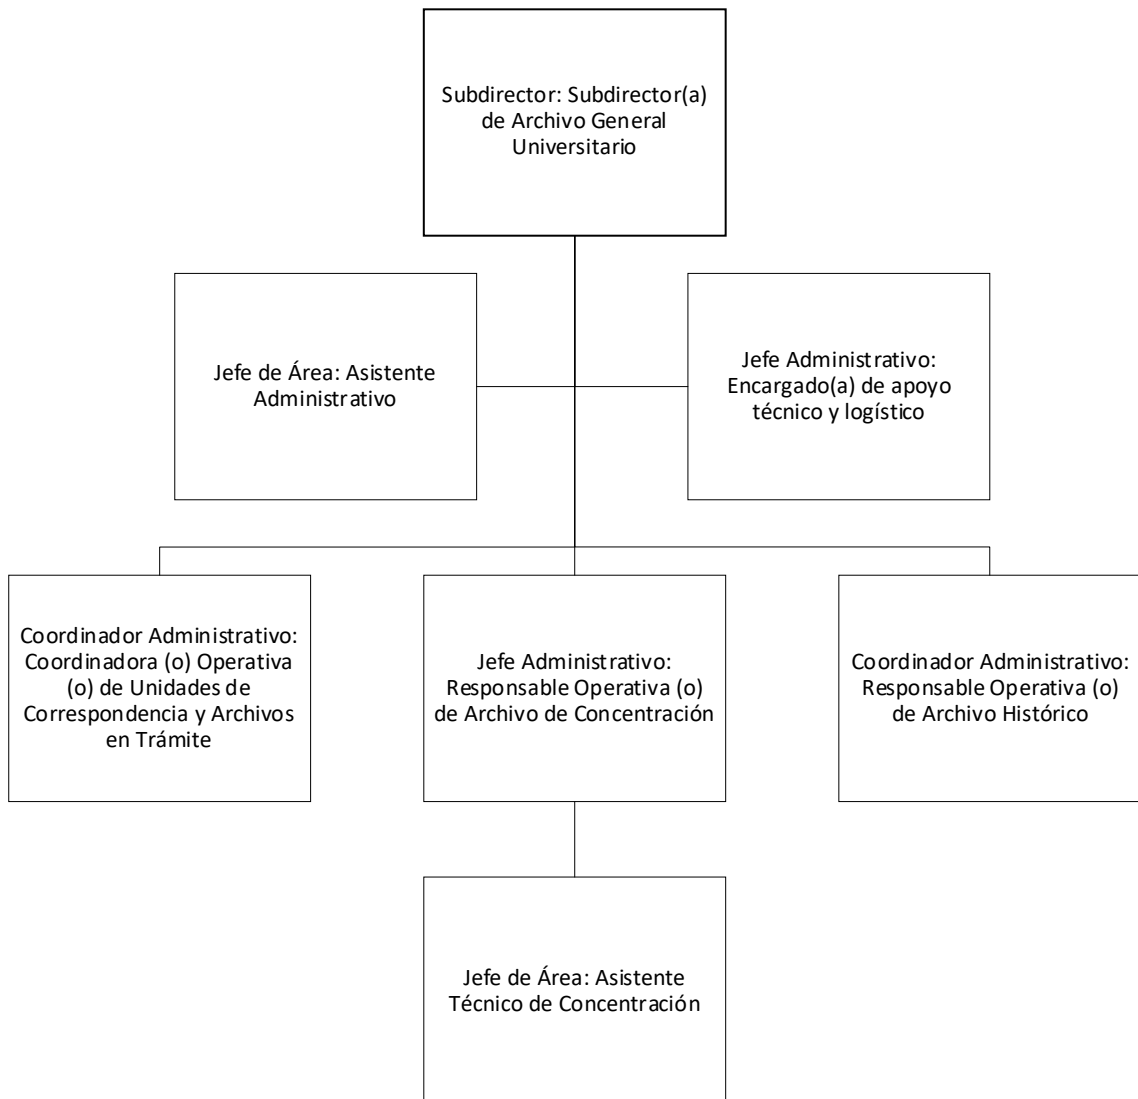 Subdirector: Subdirector(a)
de Archivo General
Universitario
Jefe de Área: Asistente
Administrativo
Jefe Administrativo:
Encargado(a) de apoyo
técnico y logístico
Coordinador Administrativo:
Coordinadora (o) Operativa
(o) de Unidades de
Correspondencia y Archivos
en Trámite
Jefe Administrativo:
Responsable Operativa (o)
de Archivo de Concentración
Coordinador Administrativo:
Responsable Operativa (o)
de Archivo Histórico
Jefe de Área: Asistente
Técnico de Concentración